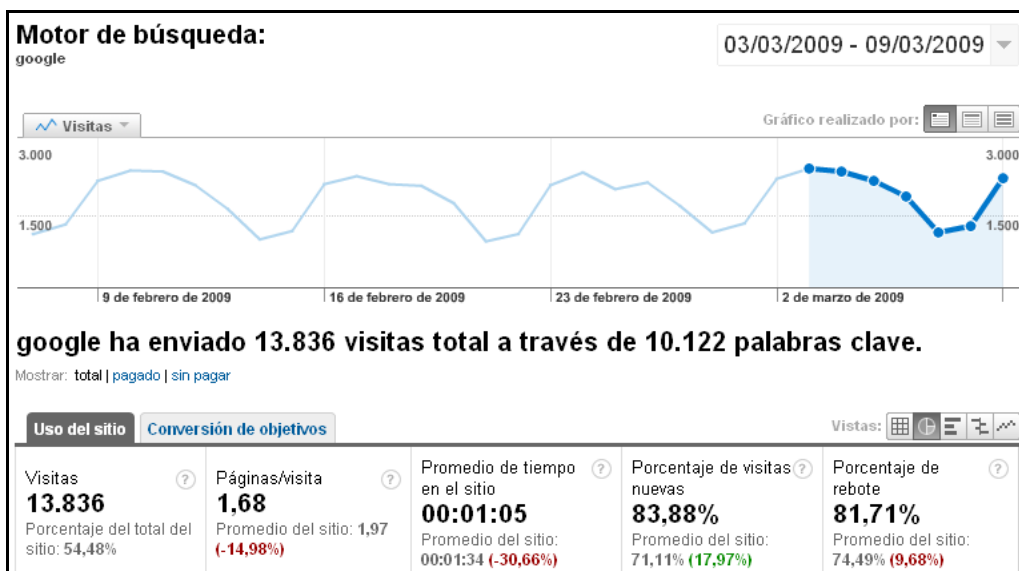 Motor de búsqueda:
google
03/03/2009 - 09/03/2009
Visitas
Gráfico realizado por:
3.000
3.000
1.500
1.500
9 de febrero de 2009
16 de febrero de 2009
23 de febrero de 2009
2 de marzo de 2009
google ha enviado 13.836 visitas total a través de 10.122 palabras clave.
Mostrar: total | pagado | sin pagar
Uso del sitio
Conversión de objetivos
Vistas:
Visitas ?
13.836
Porcentaje del total del
sitio: 54,48%
Páginas/visita ?
1,68
Promedio del sitio: 1,97
(-14,98%)
Promedio de tiempo ?
en el sitio
00:01:05
Promedio del sitio:
00:01:34 (-30,66%)
Porcentaje de visitas ?
nuevas
83,88%
Promedio del sitio:
71,11% (17,97%)
Porcentaje de ?
rebote
81,71%
Promedio del sitio:
74,49% (9,68%)